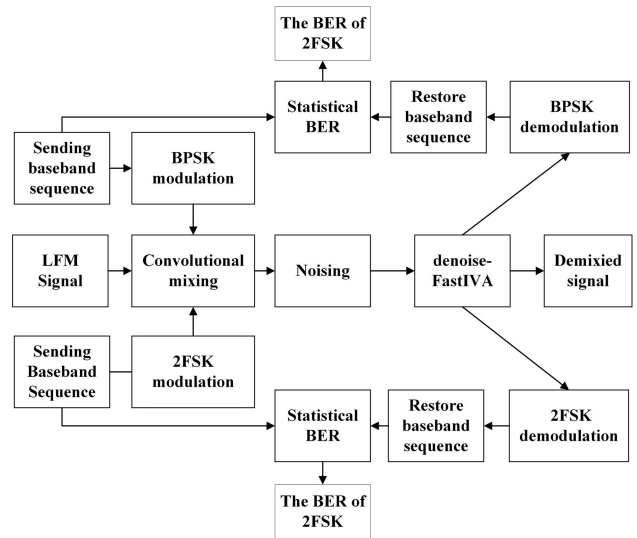 The BER of
2FSK
Statistical
BER
Restore
baseband
sequence
BPSK
demodulation
Sending
baseband
sequence
BPSK
modulation
LFM
Signal
Convolutional
mixing
Noising
denoise-
FastIVA
Demixied
signal
Sending
Baseband
Sequence
2FSK
modulation
Statistical
BER
Restore
baseband
sequence
2FSK
demodulation
The BER of
2FSK